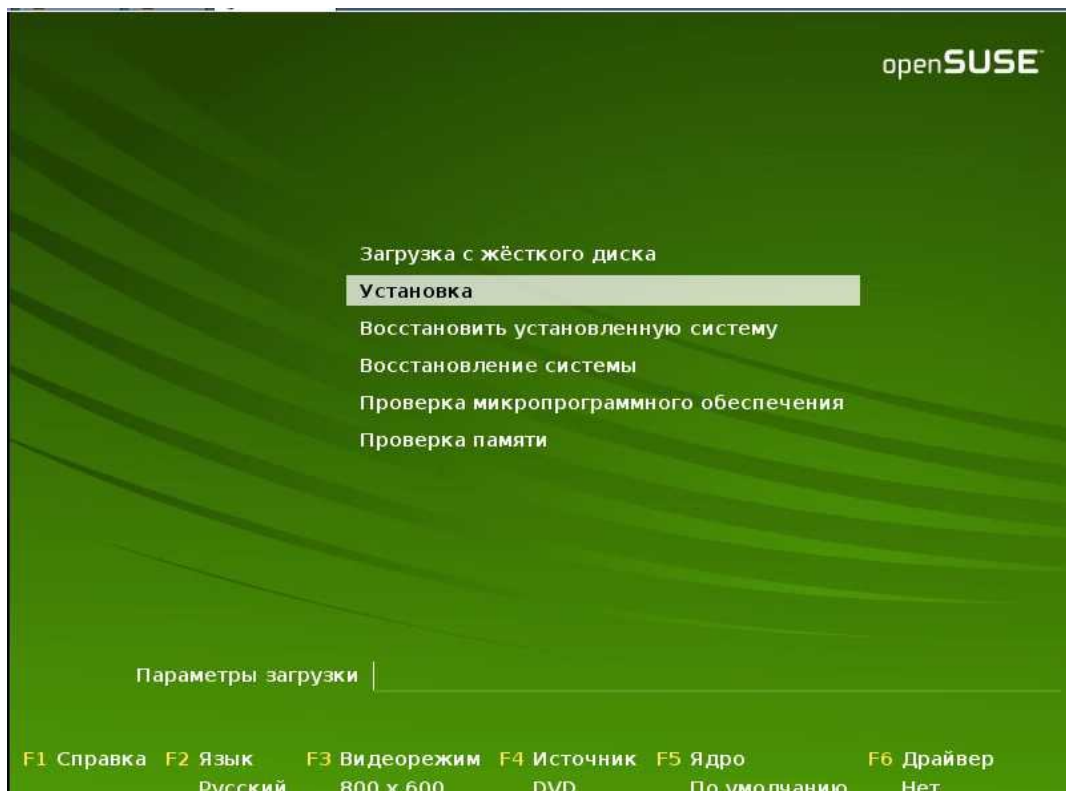 openSUSE
Загрузка с жёсткого диска
Установка
Восстановить установленную систему
Восстановление системы
Проверка микропрограммного обеспечения
Проверка памяти
Параметры загрузки
F1 Справка F2 Язык F3 Видеорежим F4 Источник F5 Ядро F6 Драйвер
Русский 800 x 600 DVD По умолчанию Нет